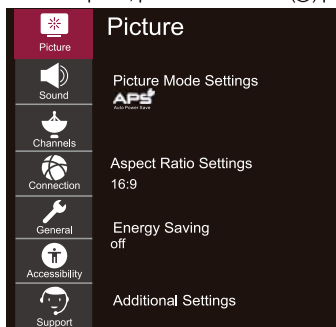 Picture
Picture
Picture Mode Settings
APS
Auto Power Save
Sound
Channels
Aspect Ratio Settings
16:9
Connection
General
Energy Saving
off
Accessibility
Additional Settings
Support